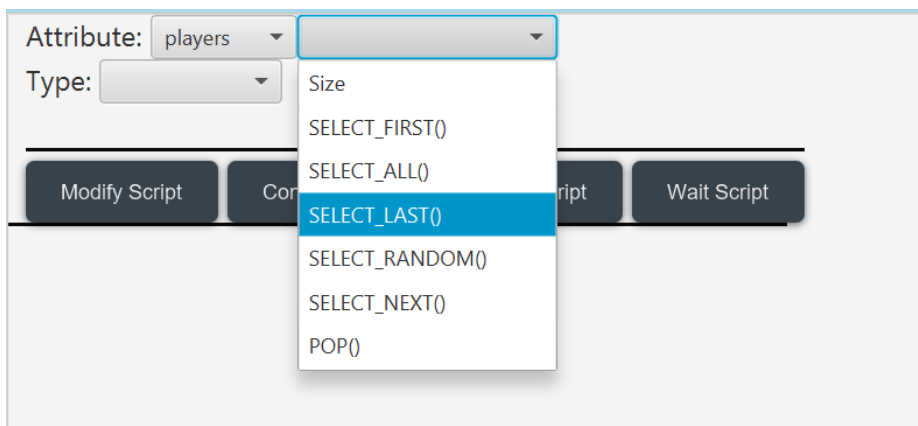 Attribute: players
Type:
Size
SELECT_FIRST()
SELECT_ALL()
Modify Script Wait Script
SELECT_LAST()
SELECT_RANDOM()
SELECT_NEXT()
POP()